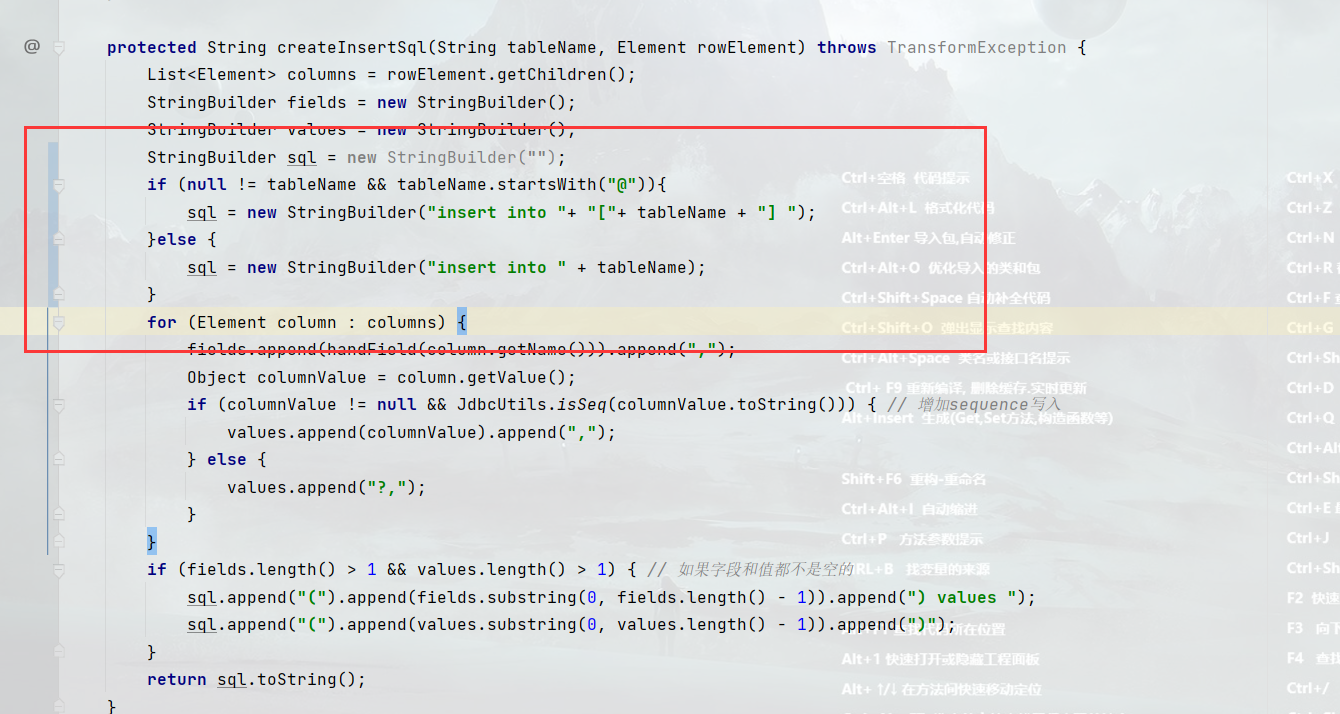 @ protected String createInsertSql(String tableName, Element rowElement) throws TransformException {
List<Element> columns = rowElement.getChildren();
StringBuilder fields = new StringBuilder();
StringBuilder values = new StringBuilder();
StringBuilder sql = new StringBuilder("");
if (null != tableName && tableName.startsWith("@")){
sql = new StringBuilder("insert into "+ "["+ tableName + "] ");
}else {
sql = new StringBuilder("insert into " + tableName);
}
for (Element column : columns) {
fields.append(handField(column.getName())).append(",");
Object columnValue = column.getValue();
if (columnValue != null && JdbcUtils.isSeq(columnValue.toString())) { // 增加sequence写入
values.append(columnValue).append(",");
} else {
values.append("?,");
}
}
if (fields.length() > 1 && values.length() > 1) { // 如果字段和值都不是空的
sql.append("(").append(fields.substring(0, fields.length() - 1)).append(") values ");
sql.append("(").append(values.substring(0, values.length() - 1)).append(")");
}
return sql.toString();
}
Ctrl+空格 代码提示
Ctrl+Alt+L 格式化代码
Alt+Enter 导入包,自动修正
Ctrl+Alt+O 优化导入的类和包
Ctrl+Shift+Space 自动补全代码
Ctrl+Shift+O 弹出显示查找内容
Ctrl+Alt+Space 类名或接口名提示
Ctrl+ F9 重新编译, 删除缓存.实时更新
Alt+Insert 生成(Get,Set方法,构造函数等)
Shift+F6 重构-重命名
Ctrl+Alt+I 自动缩进
Ctrl+P 方法参数提示
CTRL+B 找变量的来源
Alt+1 快速打开或隐藏工程面板
Alt+ 1/↓ 在方法间快速移动定位
Ctrl+X
Ctrl+Z
Ctrl+N
Ctrl+R
Ctrl+F
Ctrl+G
Ctrl+Sh
Ctrl+D
Ctrl+Q
Ctrl+Al
Ctrl+Sh
Ctrl+E
Ctrl+J
Ctrl+Sh
F2 快速
F3 向下
F4 查找
Ctrl+/